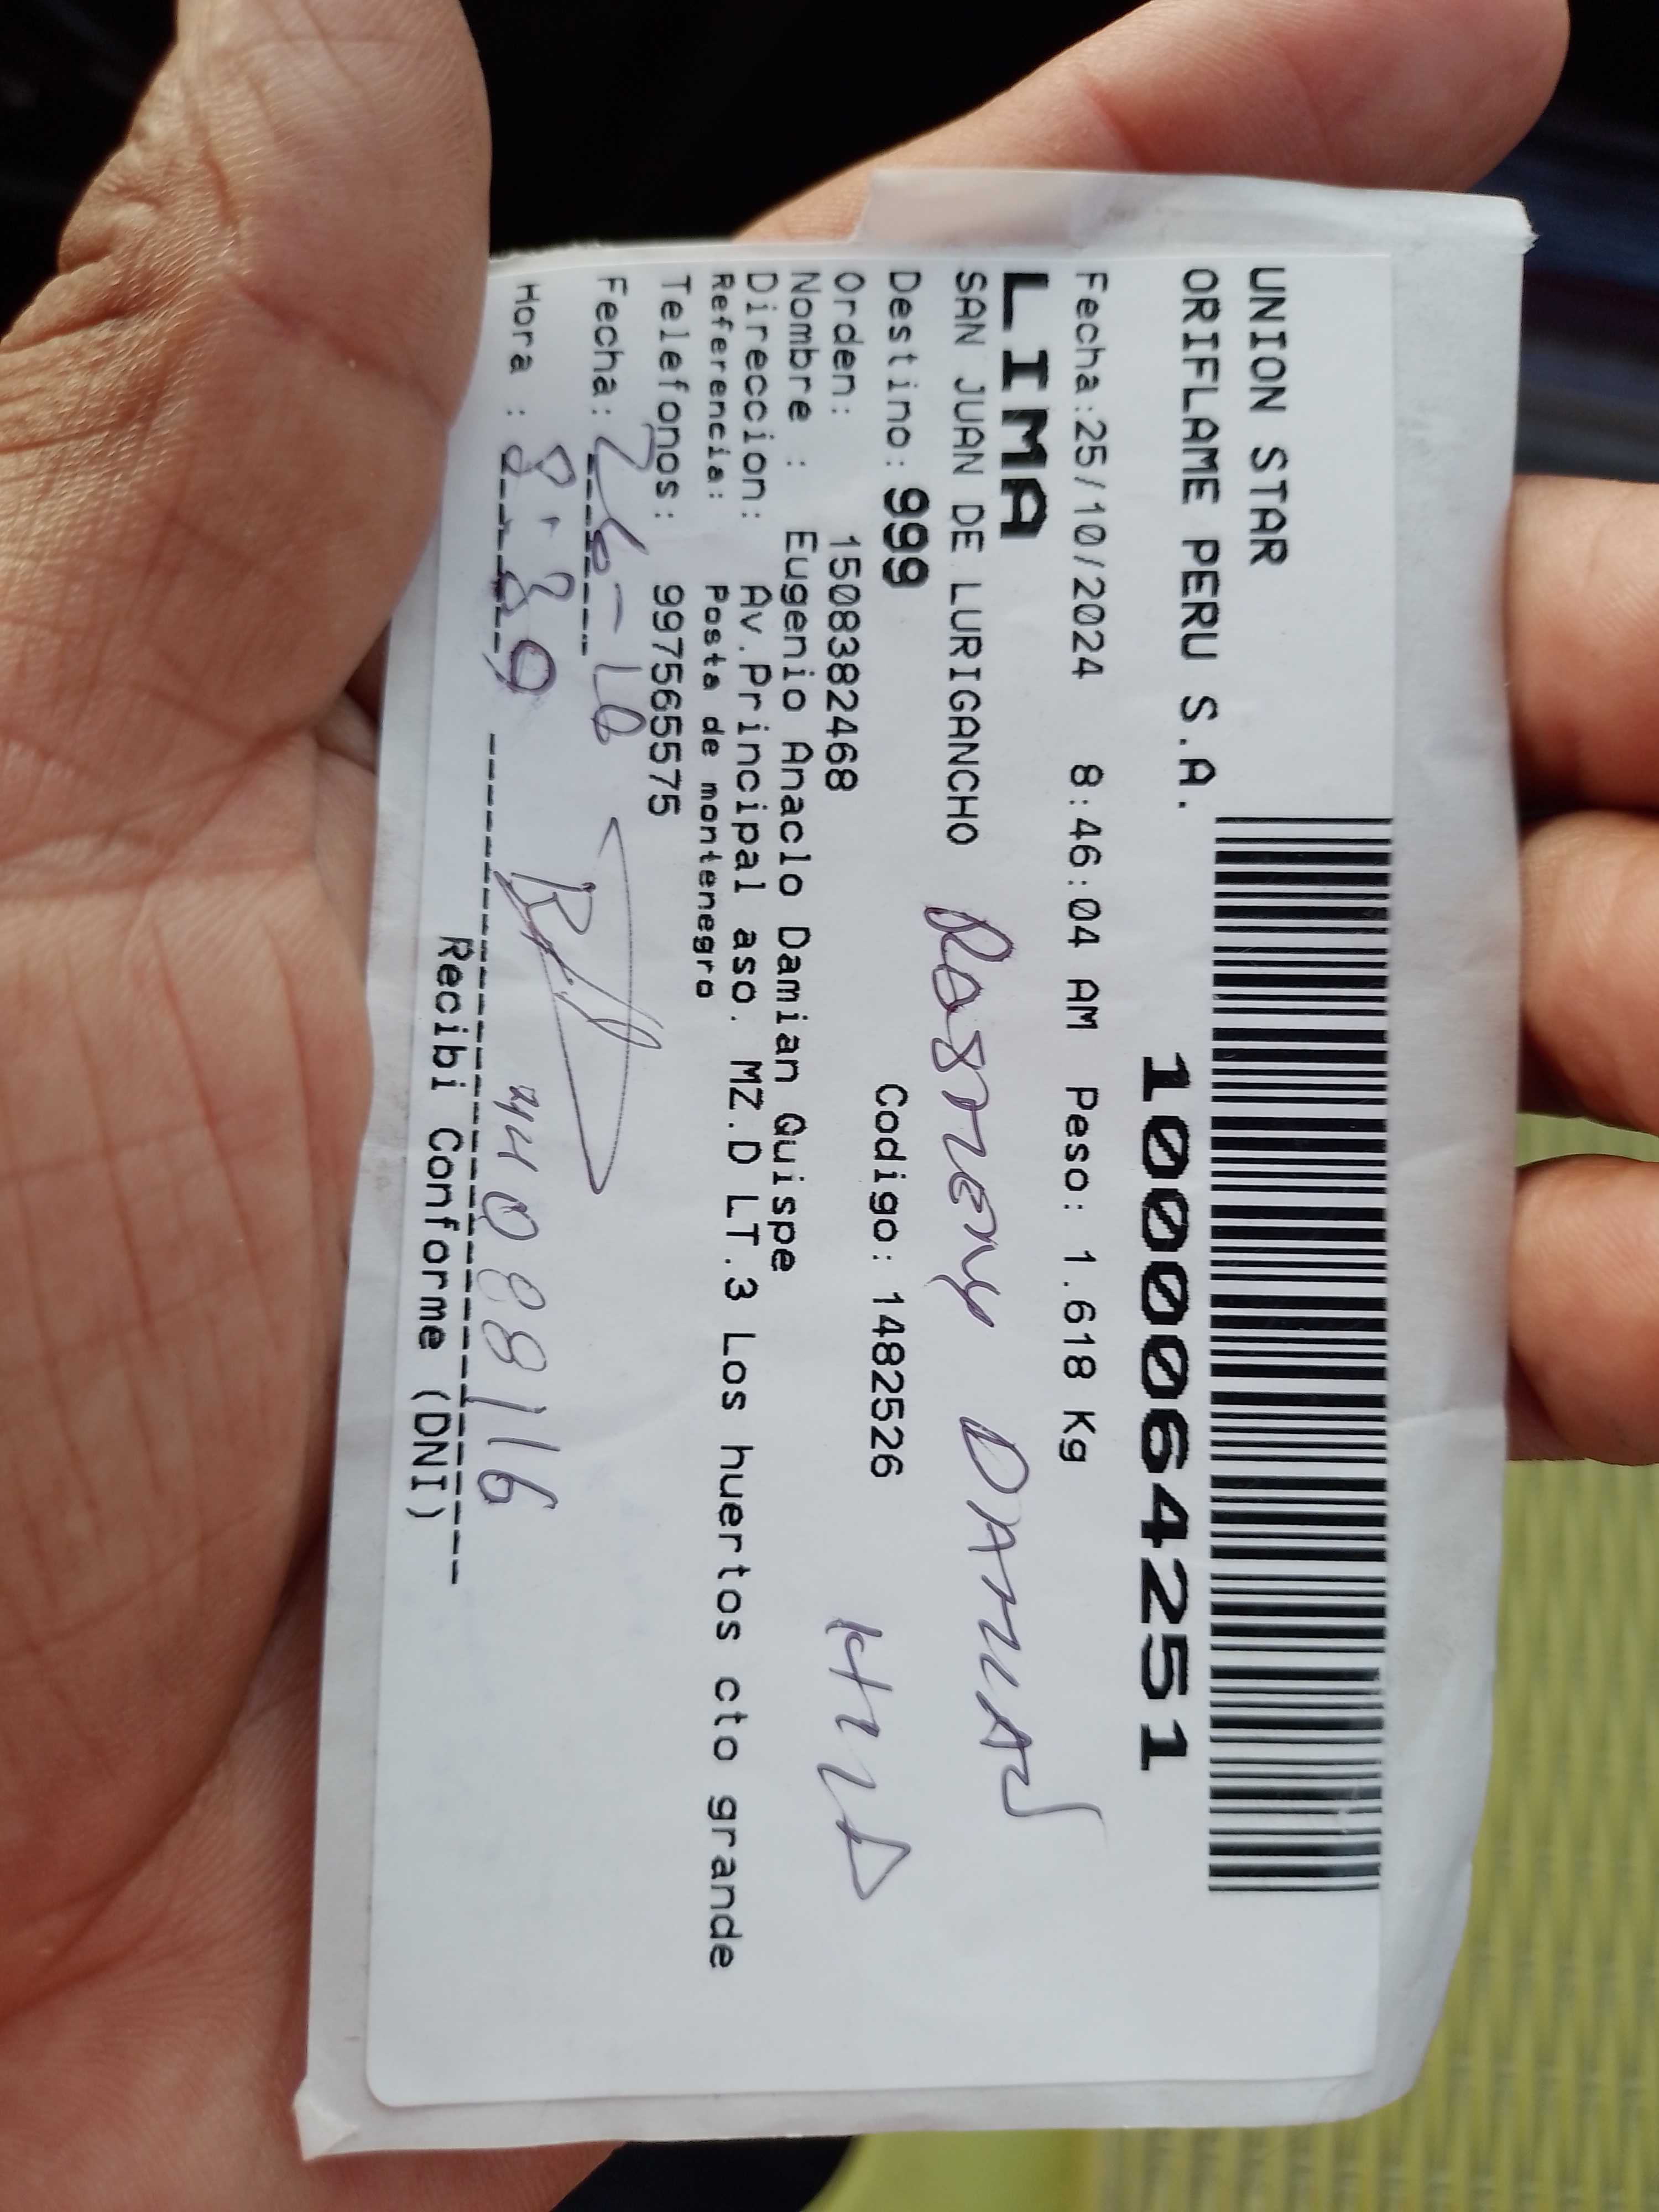 UNION STAR
ORIFLAME PERU S.A.
1000064251
Fecha:25/10/2024 8:46:04 AM Peso: 1.618 Kg
LIMA
SAN JUAN DE LURIGANCHO
Destino: 999 Codigo: 1482526
Orden: 1508382468
Nombre : Eugenio Anaclo Damian Quispe
Direccion: Av.Principal aso. MZ.D LT.3 Los huertos cto grande
Referencia: Posta de montenegro
Telefonos: 997565575
Fecha: 26-10
Hora : 8:39
44088116
Recibi Conforme (DNI)